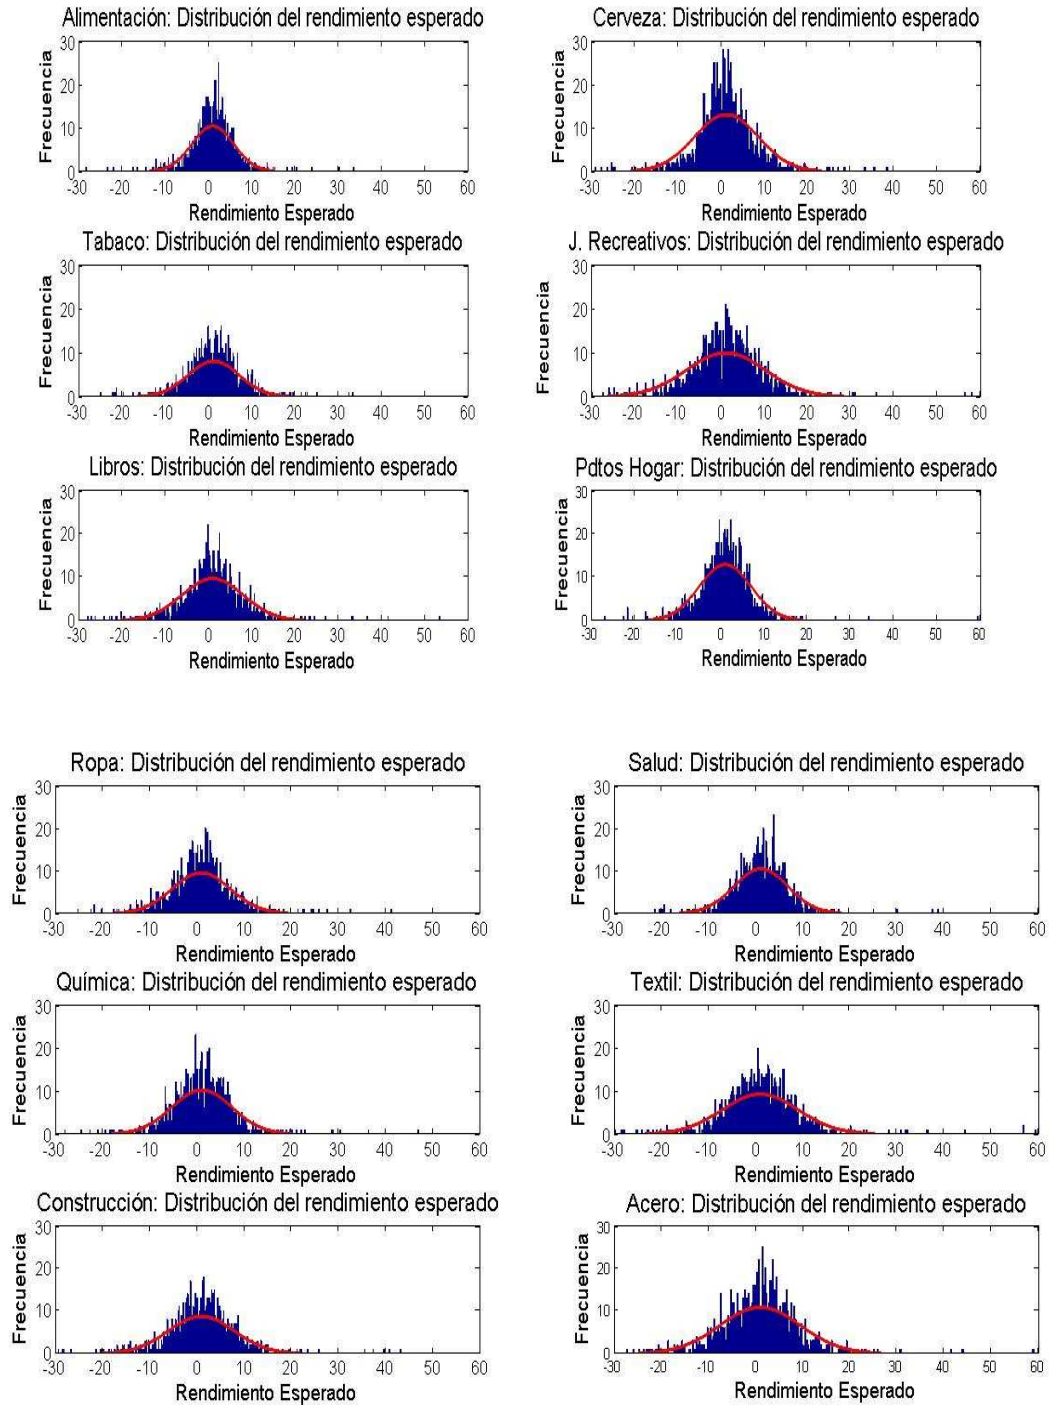 Alimentación: Distribución del rendimiento esperado
Frecuencia
30
20
10
0
-30 -20 -10 0 10 20 30 40 50 60
Rendimiento Esperado
Cerveza: Distribución del rendimiento esperado
Frecuencia
30
20
10
0
-30 -20 -10 0 10 20 30 40 50 60
Rendimiento Esperado
Tabaco: Distribución del rendimiento esperado
Frecuencia
30
20
10
0
-30 -20 -10 0 10 20 30 40 50 60
Rendimiento Esperado
J. Recreativos: Distribución del rendimiento esperado
Frecuencia
30
20
10
0
-30 -20 -10 0 10 20 30 40 50 60
Rendimiento Esperado
Libros: Distribución del rendimiento esperado
Frecuencia
30
20
10
0
-30 -20 -10 0 10 20 30 40 50 60
Rendimiento Esperado
Pdtos Hogar: Distribución del rendimiento esperado
Frecuencia
30
20
10
0
-30 -20 -10 0 10 20 30 40 50 60
Rendimiento Esperado
Ropa: Distribución del rendimiento esperado
Frecuencia
30
20
10
0
-30 -20 -10 0 10 20 30 40 50 60
Rendimiento Esperado
Salud: Distribución del rendimiento esperado
Frecuencia
30
20
10
0
-30 -20 -10 0 10 20 30 40 50 60
Rendimiento Esperado
Química: Distribución del rendimiento esperado
Frecuencia
30
20
10
0
-30 -20 -10 0 10 20 30 40 50 60
Rendimiento Esperado
Textil: Distribución del rendimiento esperado
Frecuencia
30
20
10
0
-30 -20 -10 0 10 20 30 40 50 60
Rendimiento Esperado
Construcción: Distribución del rendimiento esperado
Frecuencia
30
20
10
0
-30 -20 -10 0 10 20 30 40 50 60
Rendimiento Esperado
Acero: Distribución del rendimiento esperado
Frecuencia
30
20
10
0
-30 -20 -10 0 10 20 30 40 50 60
Rendimiento Esperado